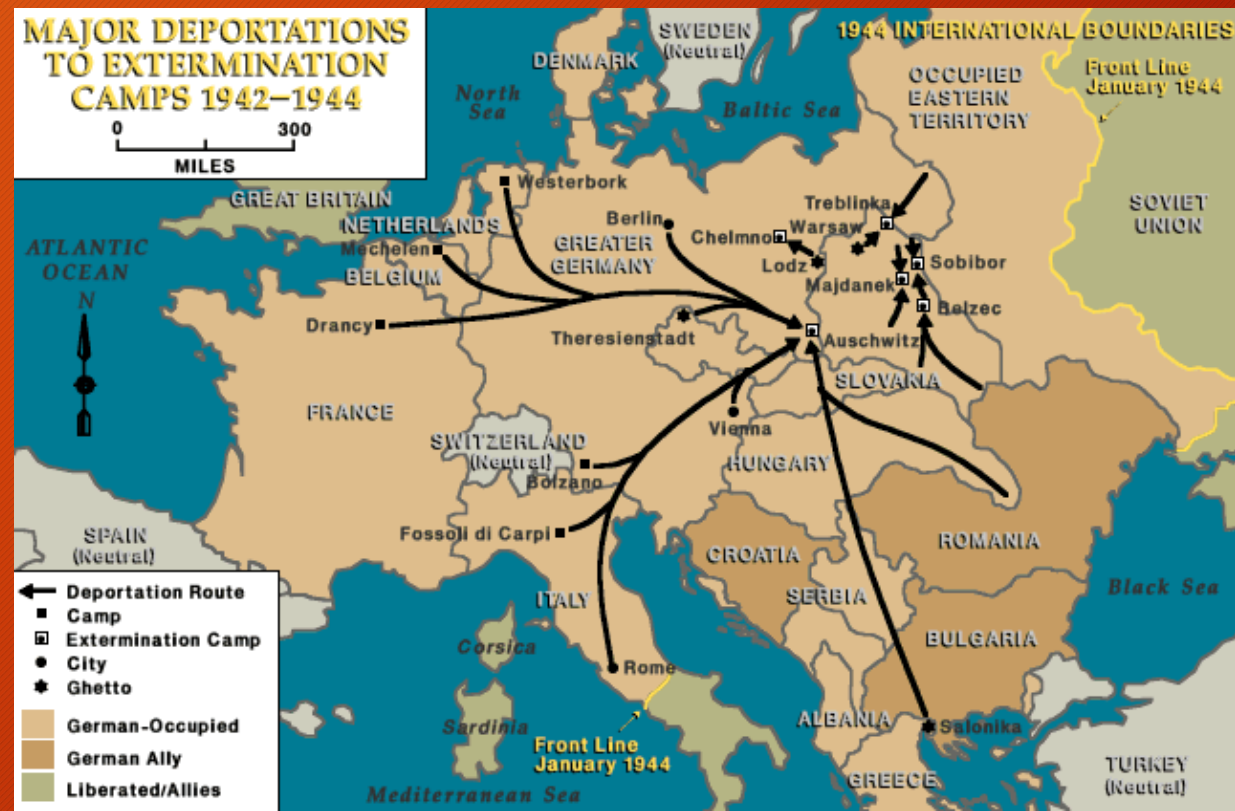 MAJOR DEPORTATIONS
TO EXTERMINATION
CAMPS 1942–1944
0 300
MILES
SWEDEN
(Neutral)
1944 INTERNATIONAL BOUNDARIES
Front Line
January 1944
DENMARK
North
Sea
Baltic Sea
OCCUPIED
EASTERN
TERRITORY
SOVIET
UNION
GREAT BRITAIN
Westerbork
NETHERLANDS
Berlin
Treblinka
Warsaw
Chelmno
ATLANTIC
OCEAN
N
Mechelen
BELGIUM
GREATER
GERMANY
Lodz
Sobibor
Majdanek
Belzec
Drancy
Theresienstadt
Auschwitz
SLOVAKIA
FRANCE
Vienna
SWITZERLAND
(Neutral)
Bolzano
HUNGARY
Fossoli di Carpi
SPAIN
(Neutral)
CROATIA
ROMANIA
SERBIA
Black Sea
ITALY
BULGARIA
Corsica
Rome
Sardinia
ALBANIA
Salonika
Front Line
January 1944
GREECE
TURKEY
(Neutral)
Mediterranean Sea
Deportation Route
Camp
Extermination Camp
City
Ghetto
German-Occupied
German Ally
Liberated/Allies